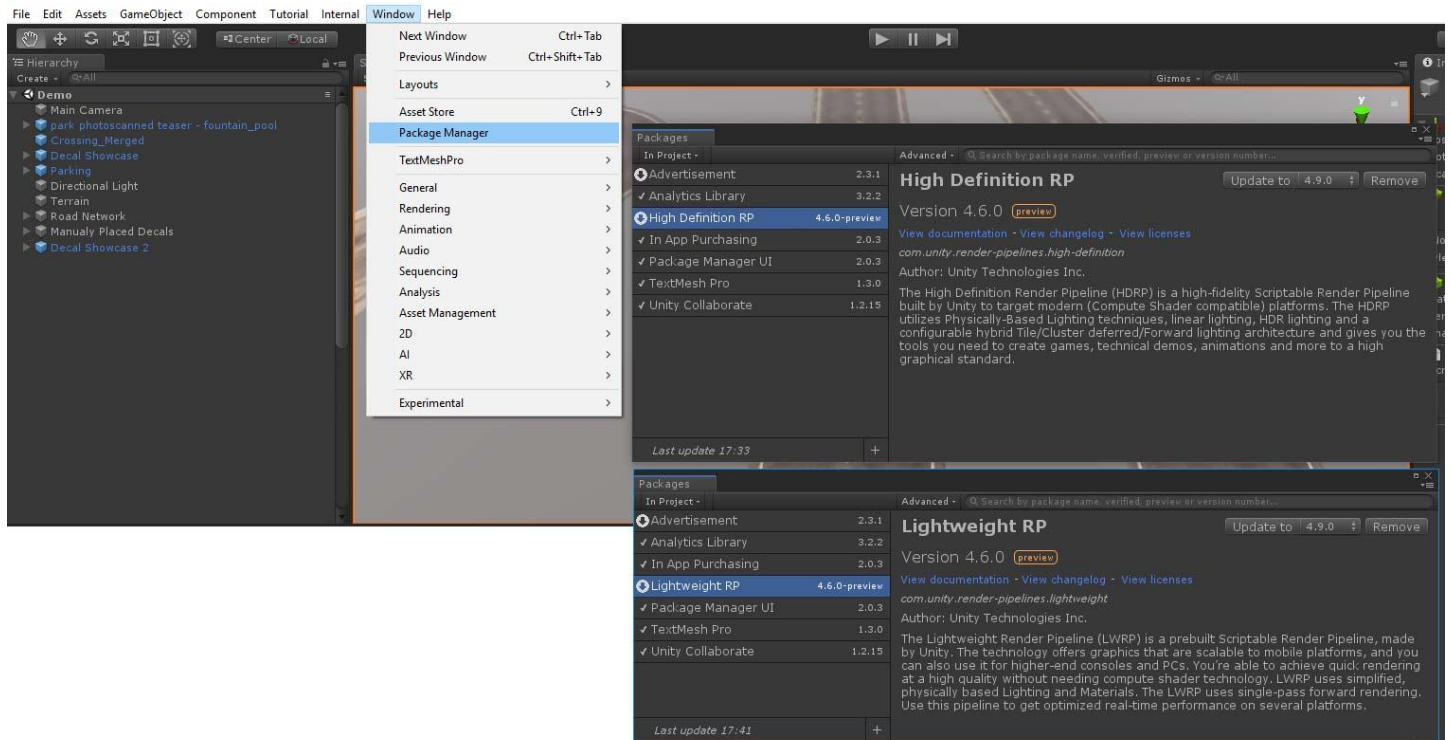 File Edit Assets GameObject Component Tutorial Internal Window Help
Center Local
Hierarchy
Create All
Demo
Main Camera
park photoscanned teaser - fountain_pool
Crossing_Merged
Decal Showcase
Parking
Directional Light
Terrain
Road Network
Manualy Placed Decals
Decal Showcase 2
Next Window Ctrl+Tab
Previous Window Ctrl+Shift+Tab
Layouts
Asset Store Ctrl+9
Package Manager
TextMeshPro
General
Rendering
Animation
Audio
Sequencing
Analysis
Asset Management
2D
AI
XR
Experimental
Gizmos All
y
Packages
In Project
Advanced Search by package name, verified, preview or version number...
Advertisement 2.3.1
Analytics Library 3.2.2
High Definition RP 4.6.0-preview
In App Purchasing 2.0.3
Package Manager UI 2.0.3
TextMesh Pro 1.3.0
Unity Collaborate 1.2.15
Last update 17:33 +
High Definition RP Update to 4.9.0 Remove
Version 4.6.0 preview
View documentation - View changelog - View licenses
com.unity.render-pipelines.high-definition
Author: Unity Technologies Inc.
The High Definition Render Pipeline (HDRP) is a high-fidelity Scriptable Render Pipeline
built by Unity to target modern (Compute Shader compatible) platforms. The HDRP
utilizes Physically-Based Lighting techniques, linear lighting, HDR lighting and a
configurable hybrid Tile/Cluster deferred/Forward lighting architecture and gives you the
tools you need to create games, technical demos, animations and more to a high
graphical standard.
Packages
In Project
Advanced Search by package name, verified, preview or version number...
Advertisement 2.3.1
Analytics Library 3.2.2
In App Purchasing 2.0.3
Lightweight RP 4.6.0-preview
Package Manager UI 2.0.3
TextMesh Pro 1.3.0
Unity Collaborate 1.2.15
Last update 17:41 +
Lightweight RP Update to 4.9.0 Remove
Version 4.6.0 preview
View documentation - View changelog - View licenses
com.unity.render-pipelines.lightweight
Author: Unity Technologies Inc.
The Lightweight Render Pipeline (LWRP) is a prebuilt Scriptable Render Pipeline, made
by Unity. The technology offers graphics that are scalable to mobile platforms, and you
can also use it for higher-end consoles and PCs. You're able to achieve quick rendering
at a high quality without needing compute shader technology. LWRP uses simplified,
physically based Lighting and Materials. The LWRP uses single-pass forward rendering.
Use this pipeline to get optimized real-time performance on several platforms.